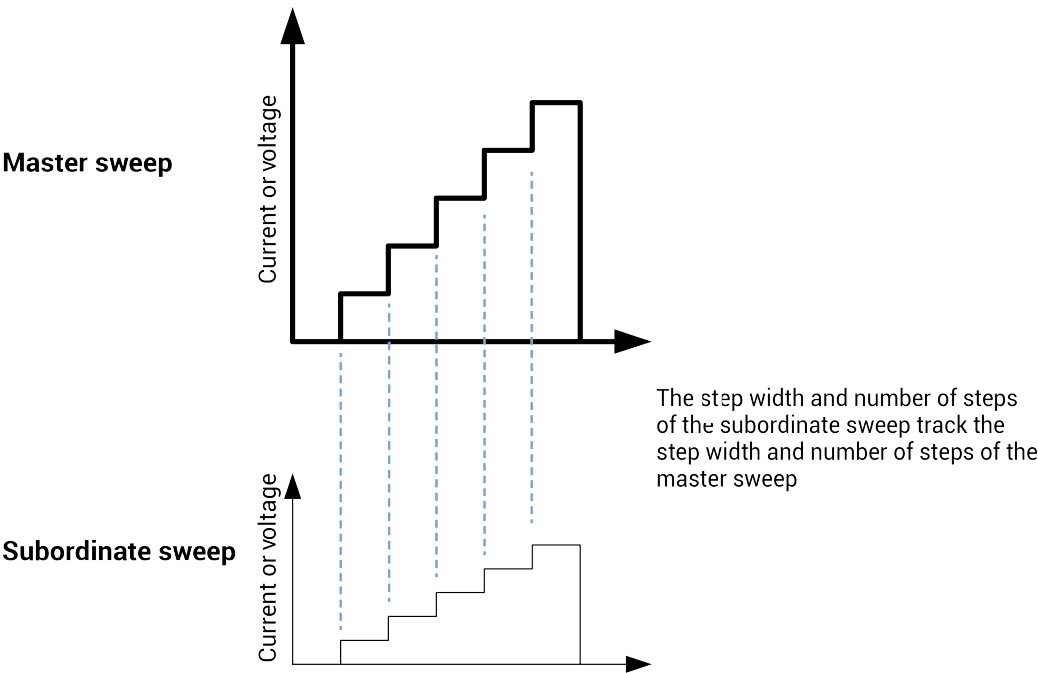 Current or voltage
Master sweep
The step width and number of steps
of the subordinate sweep track the
step width and number of steps of the
master sweep
Current or voltage
Subordinate sweep